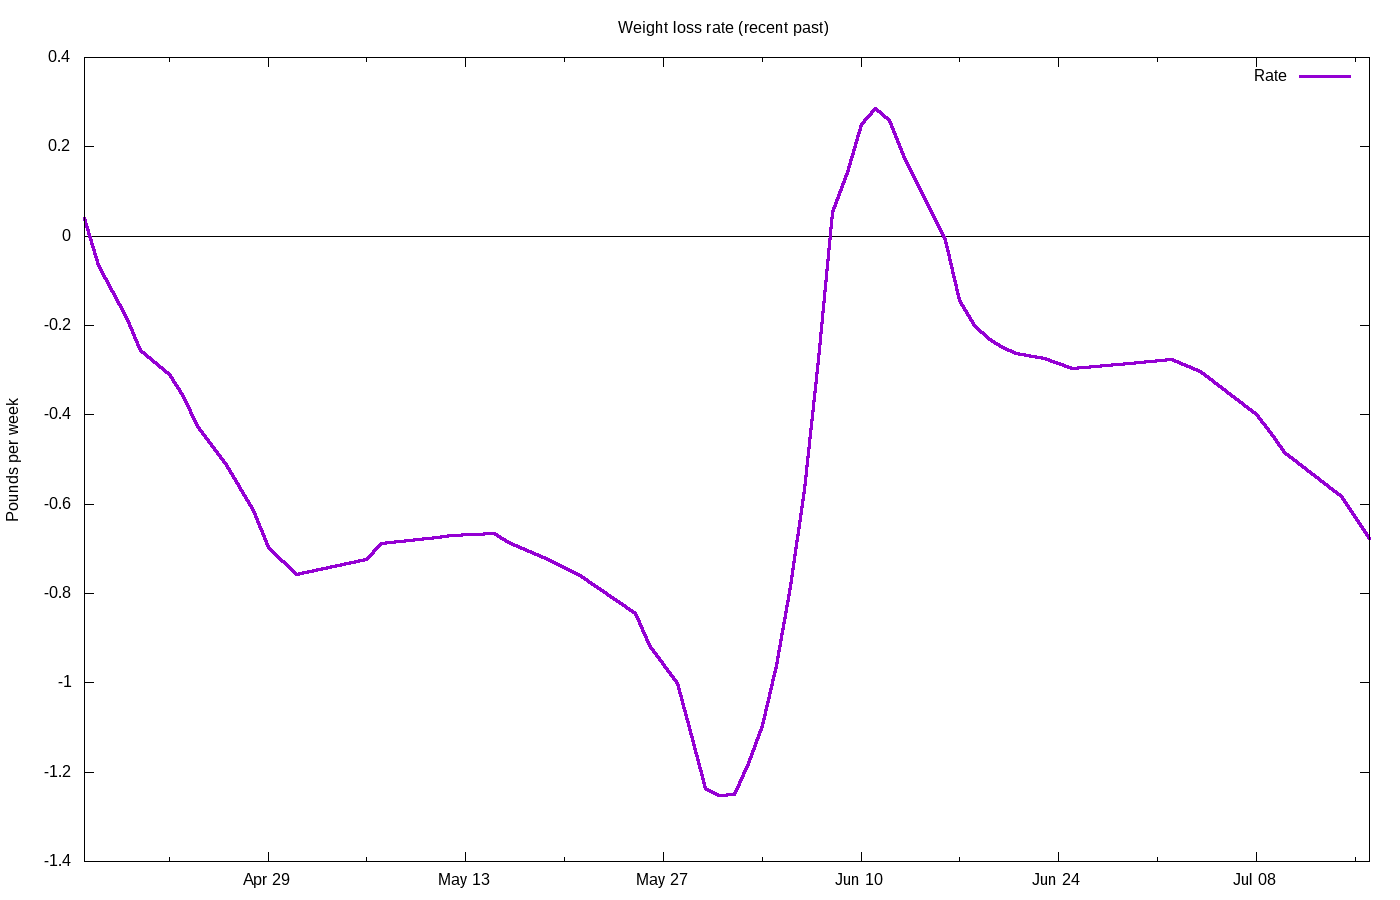 Weight loss rate (recent past)
Rate
0.4
0.2
0
-0.2
-0.4
-0.6
-0.8
-1
-1.2
-1.4
Pounds per week
Apr 29
May 13
May 27
Jun 10
Jun 24
Jul 08